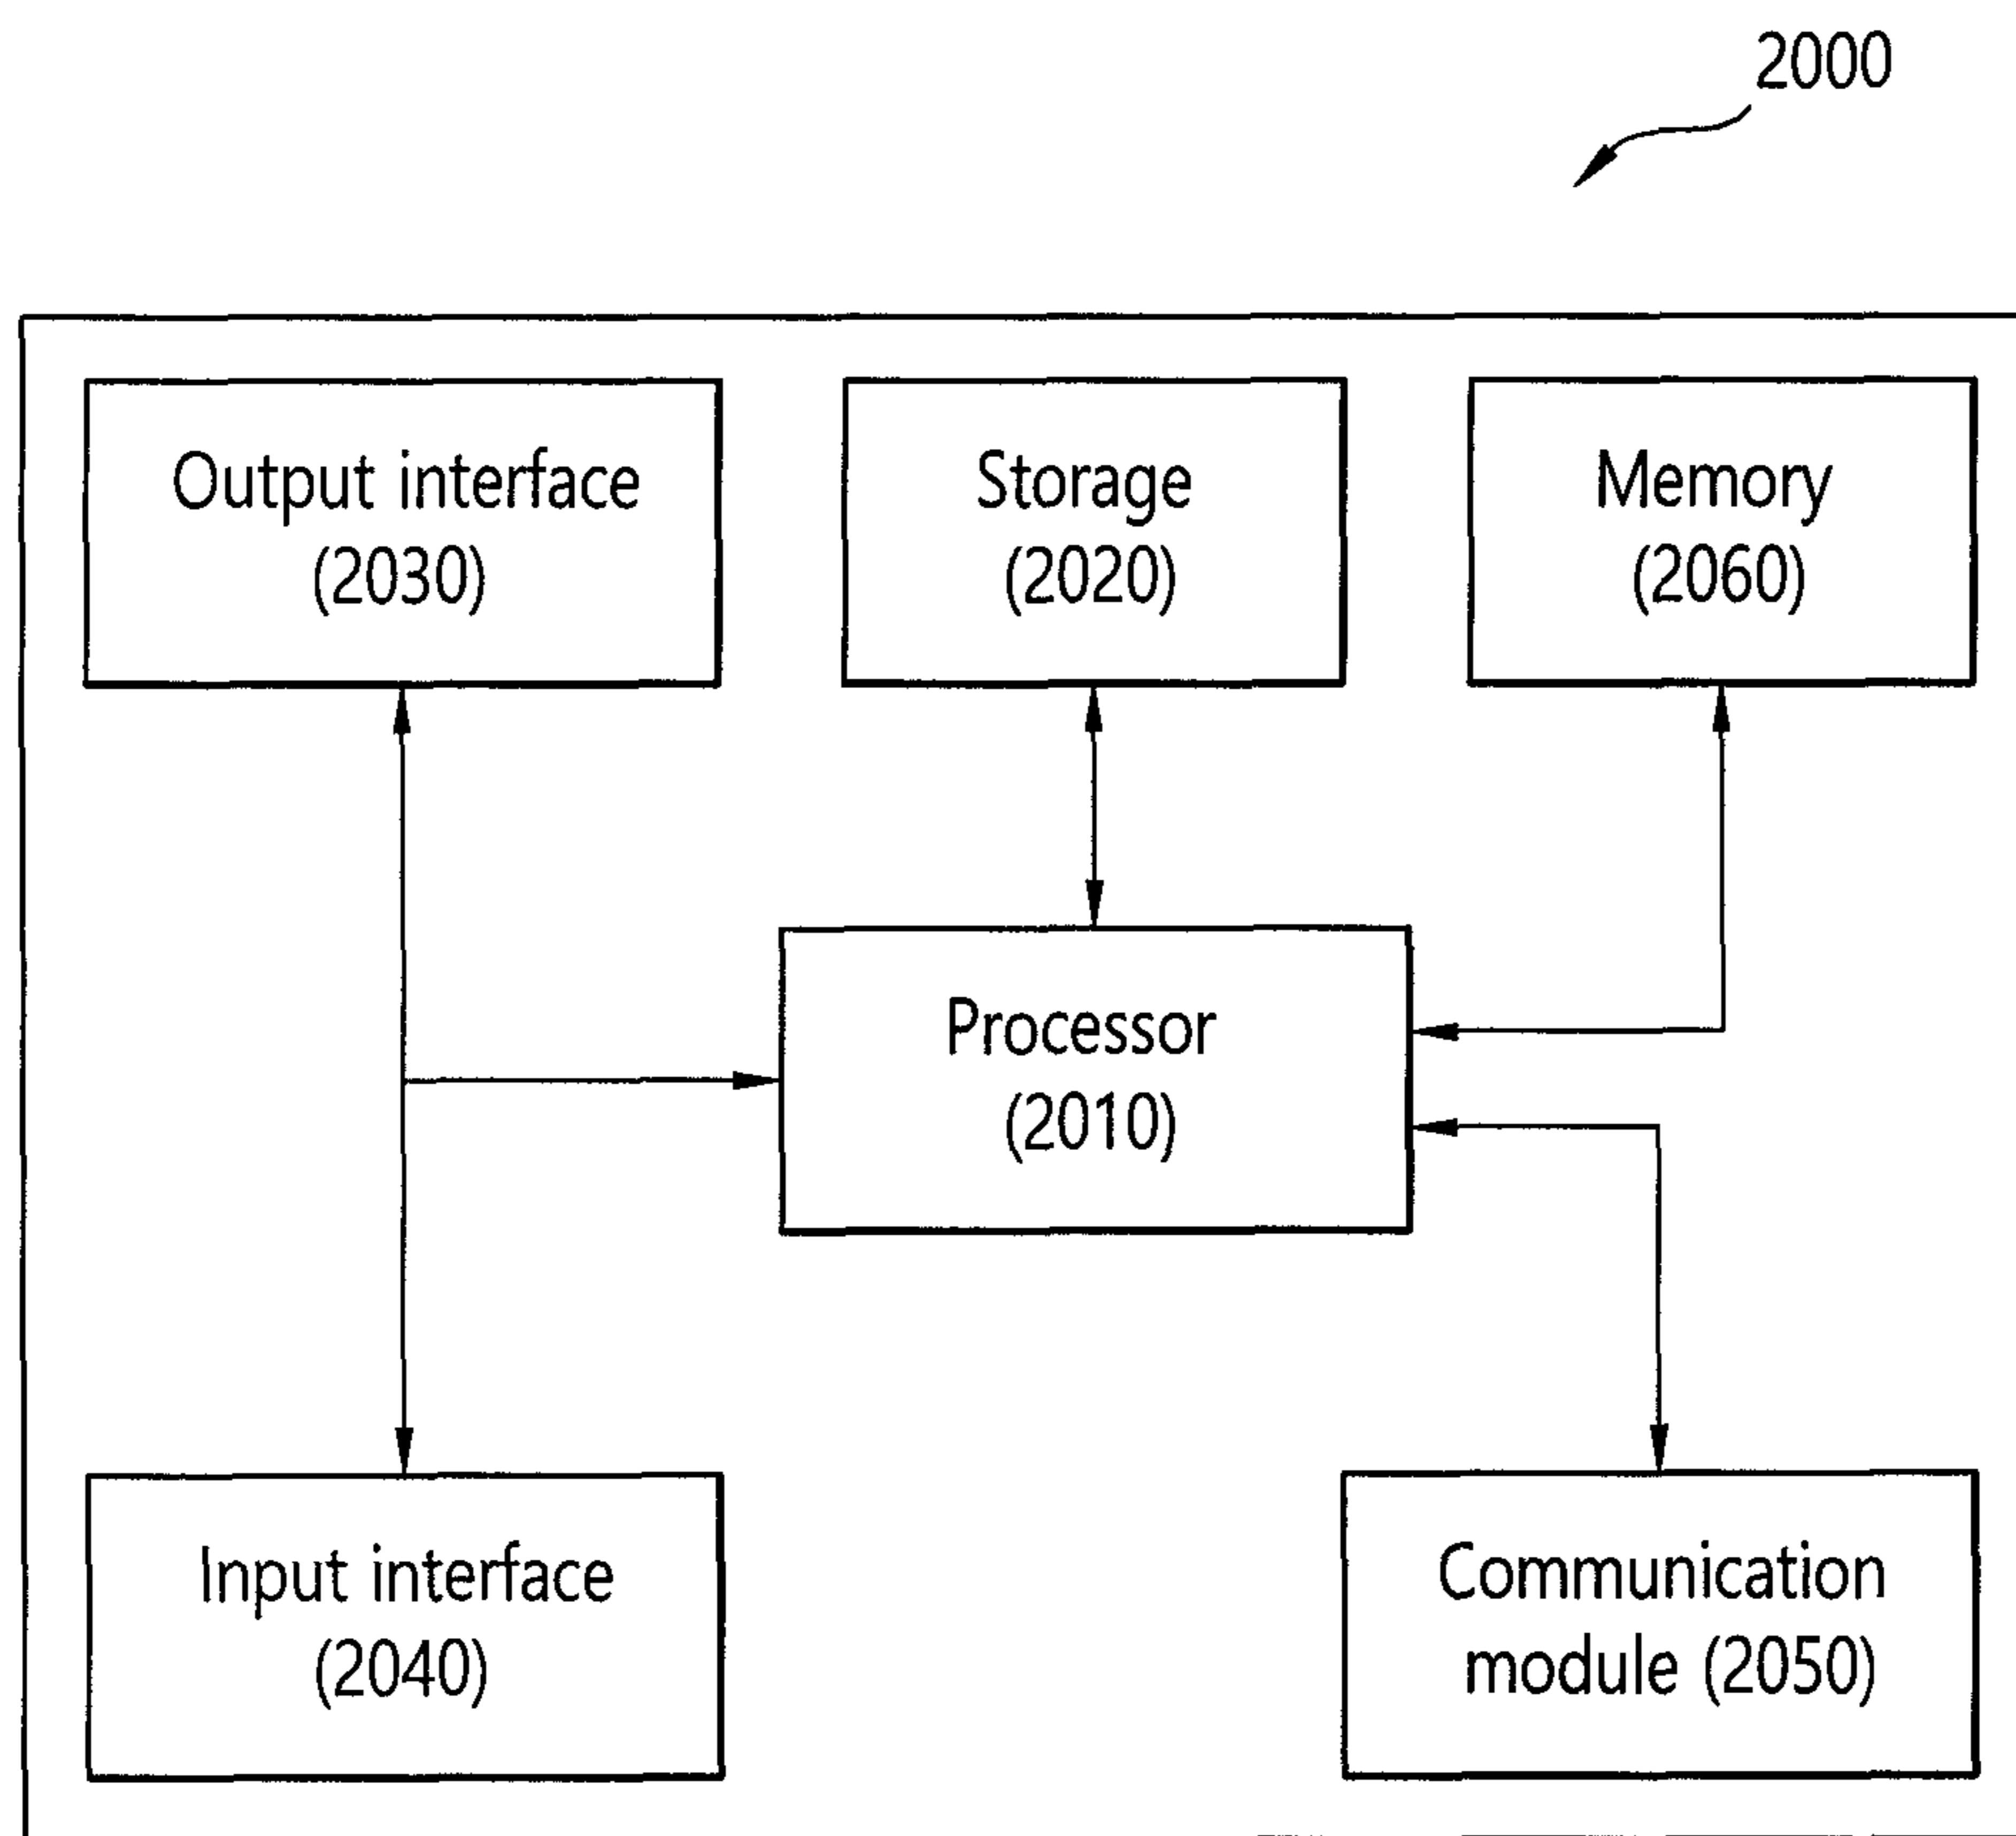 2000
Output interface
(2030)
Storage
(2020)
Memory
(2060)
Processor
(2010)
Input interface
(2040)
Communication
module (2050)